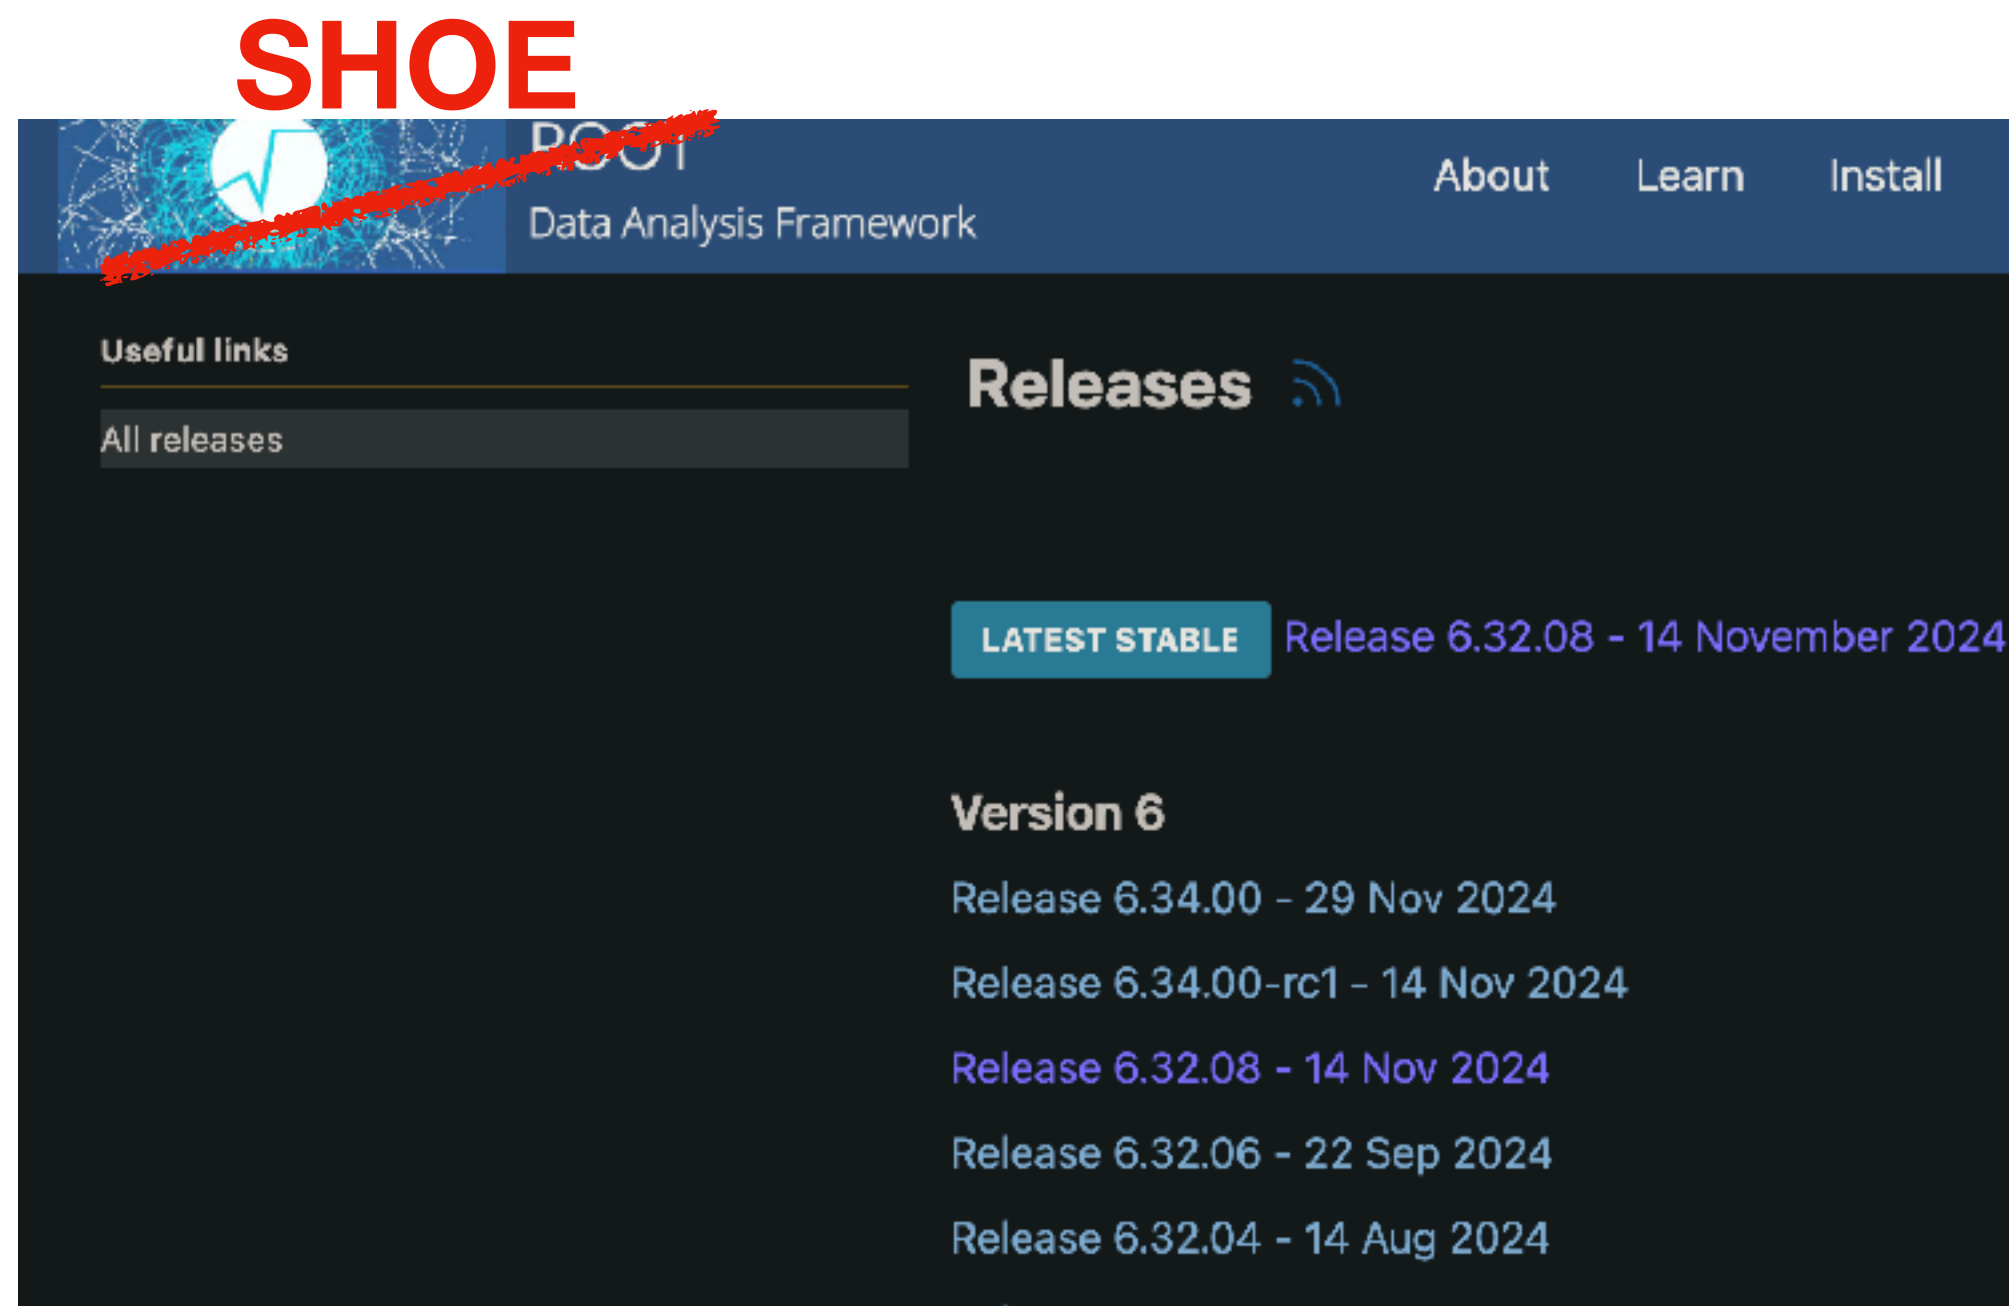 SHOE
ROOT
Data Analysis Framework
About Learn Install
Useful links
All releases
Releases
LATEST STABLE Release 6.32.08 - 14 November 2024
Version 6
Release 6.34.00 - 29 Nov 2024
Release 6.34.00-rc1 - 14 Nov 2024
Release 6.32.08 - 14 Nov 2024
Release 6.32.06 - 22 Sep 2024
Release 6.32.04 - 14 Aug 2024